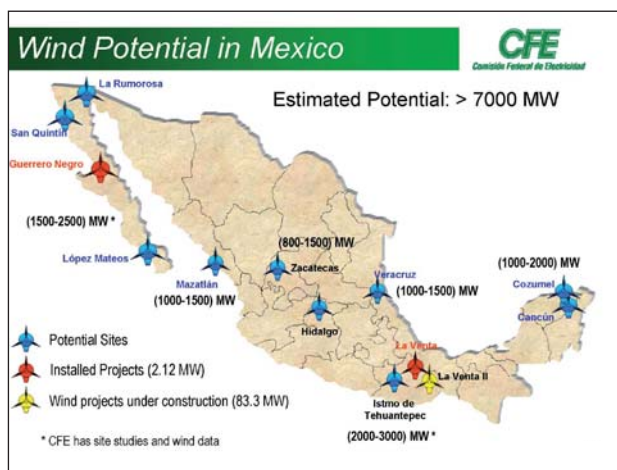 Wind Potential in Mexico
CFE
Comisión Federal de Electricidad
Estimated Potential: > 7000 MW
La Rumorosa
San Quintín
Guerrero Negro
(1500-2500) MW *
López Mateos
Mazatlán
(1000-1500) MW
(800-1500) MW
Zacatecas
Hidalgo
Veracruz
(1000-1500) MW
(1000-2000) MW
Cozumel
Cancún
La Venta
La Venta II
Istmo de
Tehuantepec
(2000-3000) MW *
Potential Sites
Installed Projects (2.12 MW)
Wind projects under construction (83.3 MW)
* CFE has site studies and wind data